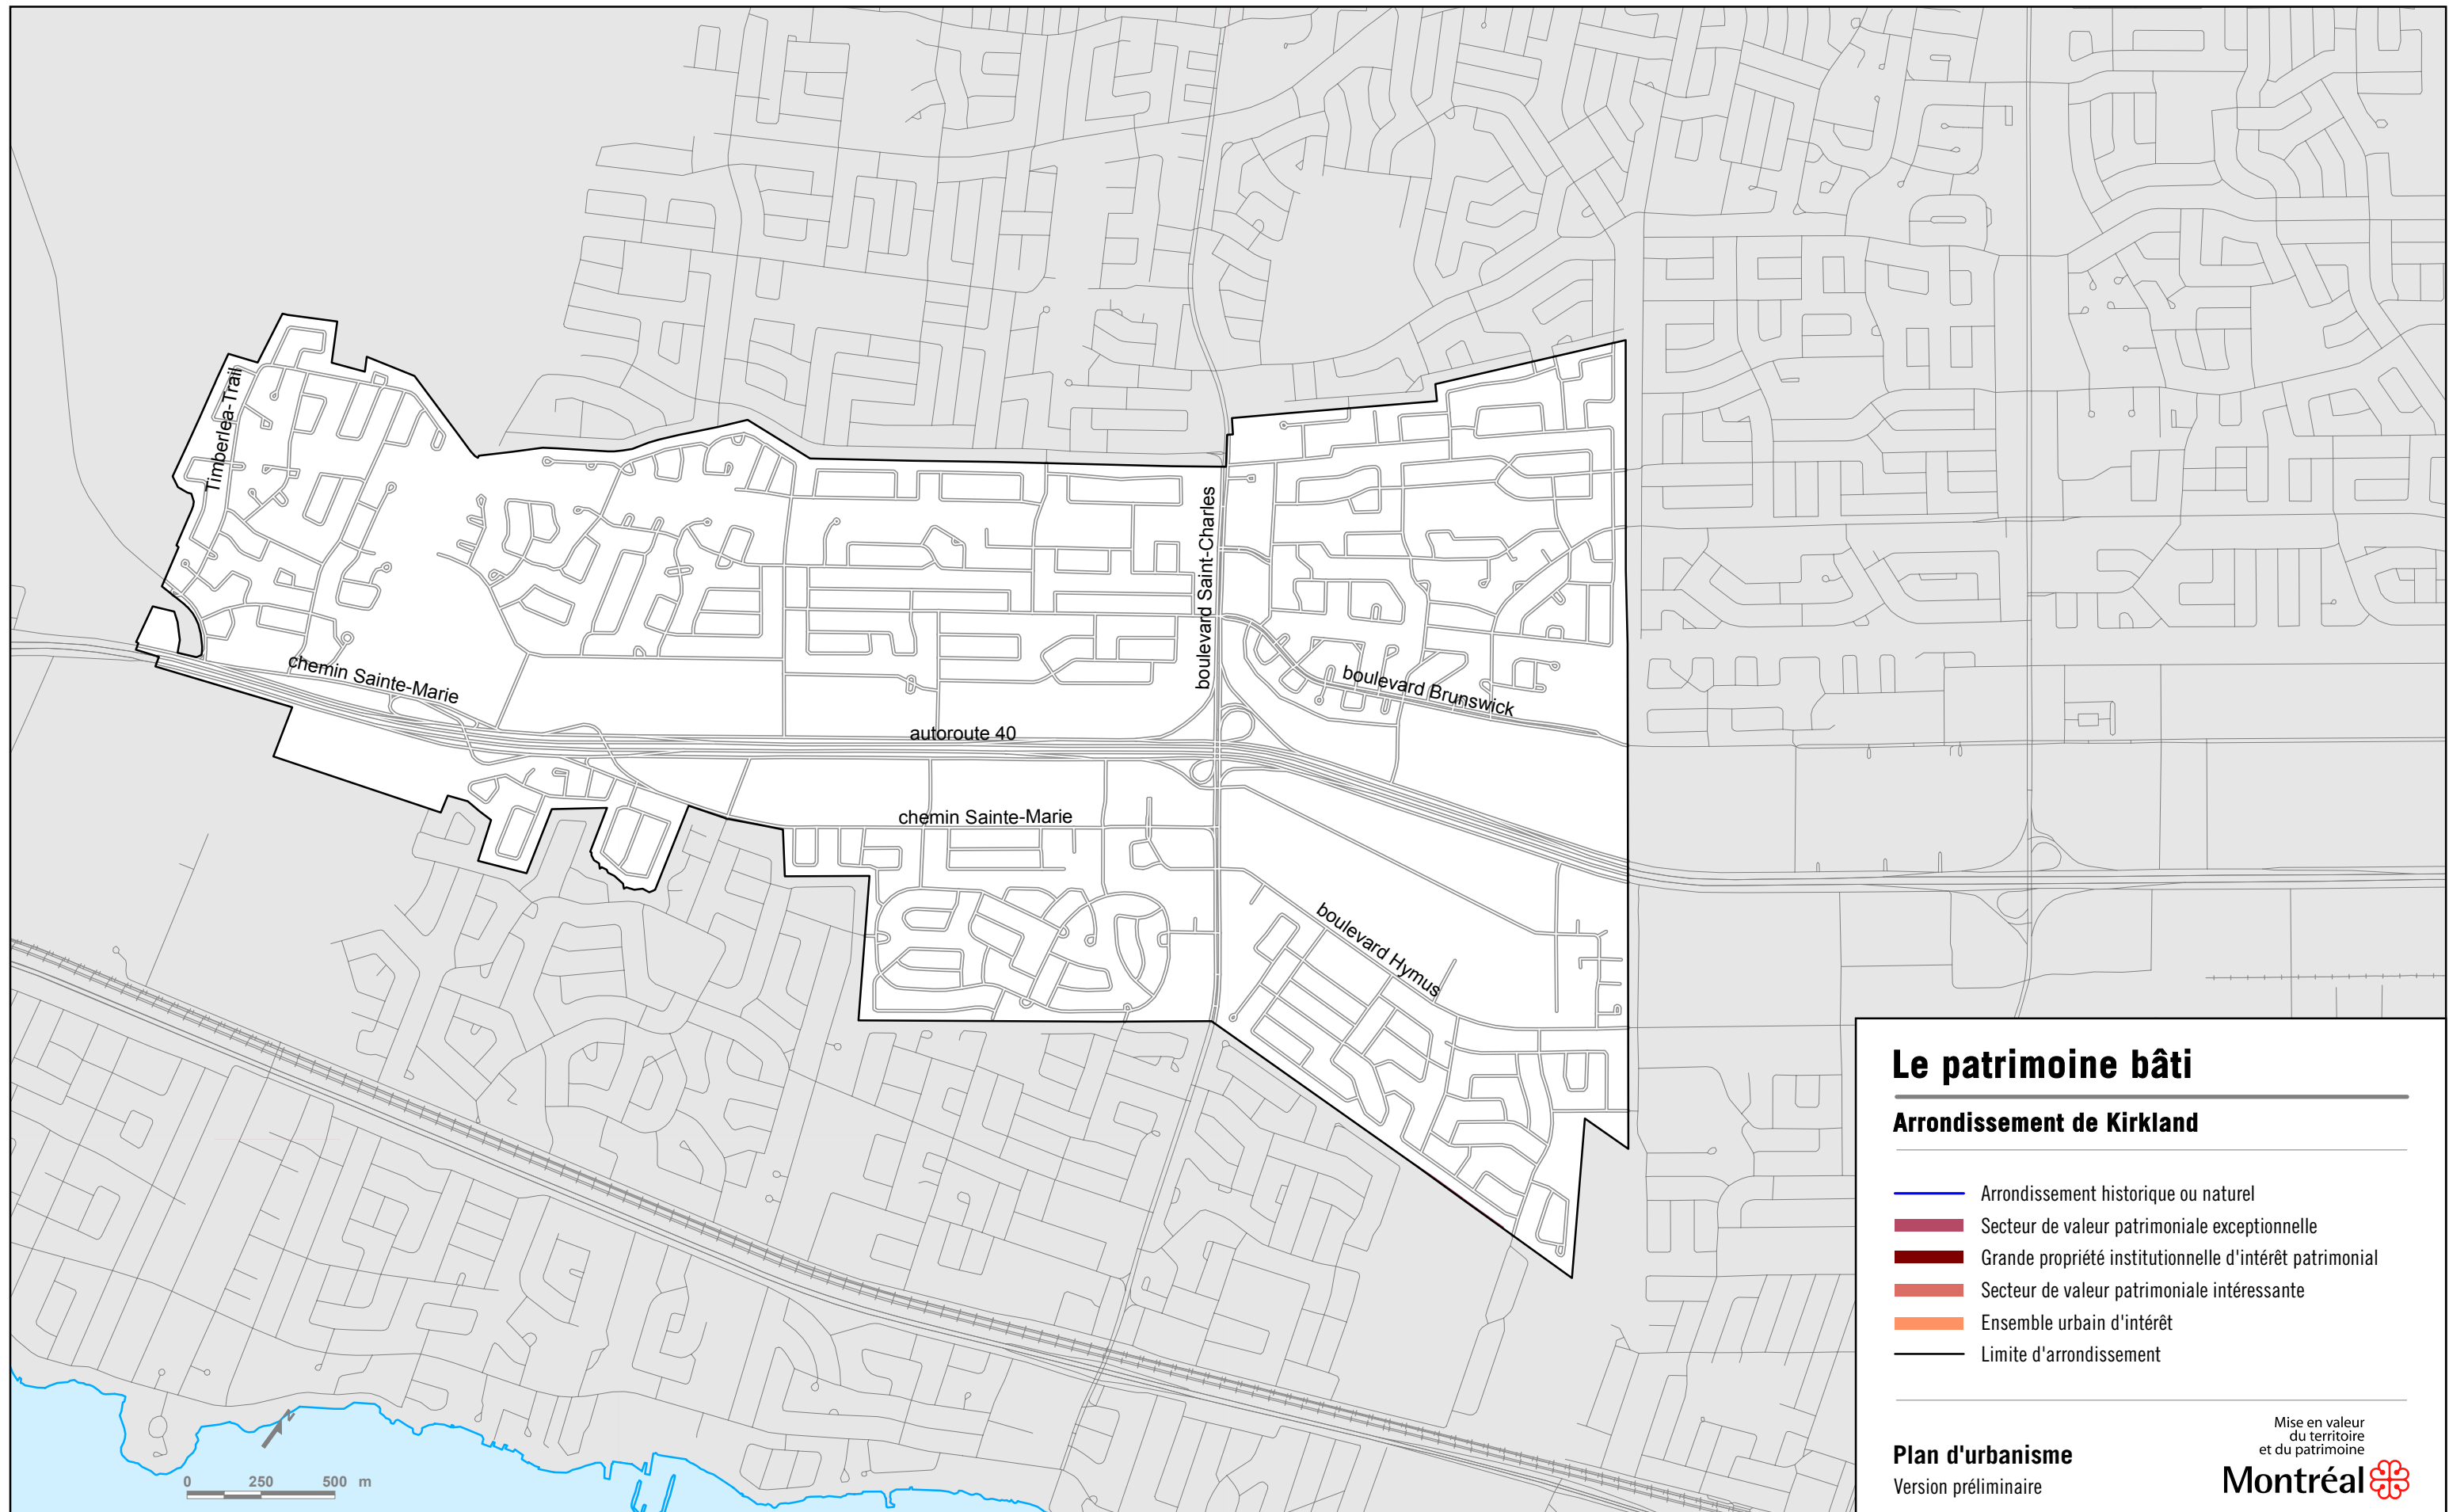 Timberlea-Trail
chemin Sainte-Marie
boulevard Saint-Charles
boulevard Brunswick
autoroute 40
chemin Sainte-Marie
boulevard Hymus
N
0 250 500 m
Le patrimoine bâti
Arrondissement de Kirkland
Arrondissement historique ou naturel
Secteur de valeur patrimoniale exceptionnelle
Grande propriété institutionnelle d'intérêt patrimonial
Secteur de valeur patrimoniale intéressante
Ensemble urbain d'intérêt
Limite d'arrondissement
Plan d'urbanisme
Version préliminaire
Mise en valeur
du territoire
et du patrimoine
Montréal